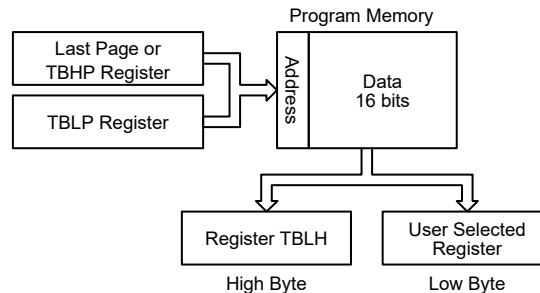 Program Memory
Last Page or
TBHP Register
TBLP Register
Address
Data
16 bits
Register TBLH
User Selected
Register
High Byte
Low Byte